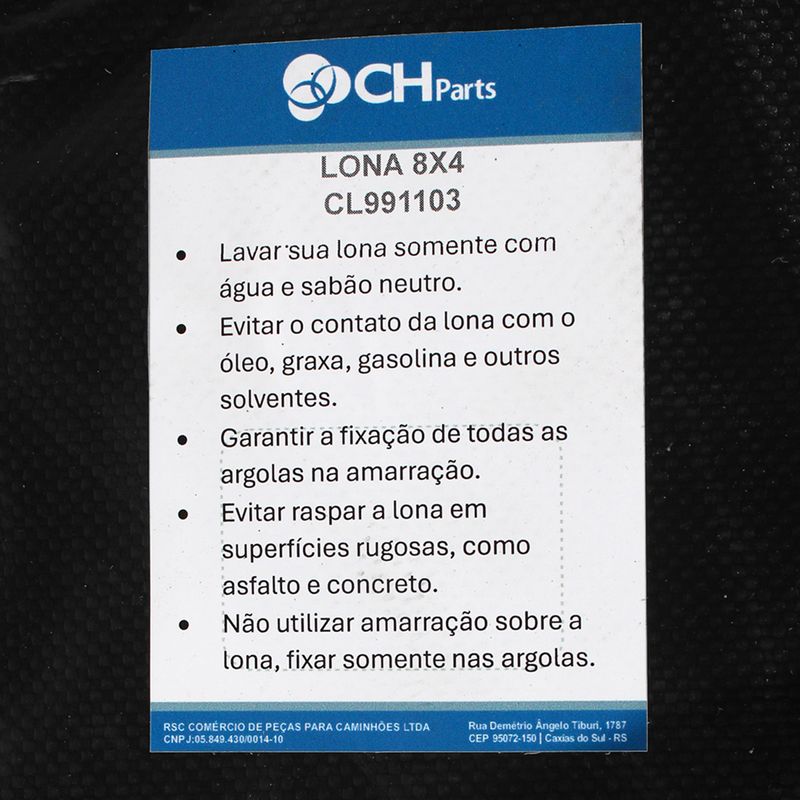 CH Parts
LONA 8X4
CL991103
• Lavar sua lona somente com
água e sabão neutro.
• Evitar o contato da lona com o
óleo, graxa, gasolina e outros
solventes.
• Garantir a fixação de todas as
argolas na amarração.
• Evitar raspar a lona em
superfícies rugosas, como
asfalto e concreto.
• Não utilizar amarração sobre a
lona, fixar somente nas argolas.
RSC COMÉRCIO DE PEÇAS PARA CAMINHÕES LTDA
CNPJ:05.849.430/0014-10
Rua Demétrio Ângelo Tiburi, 1787
CEP 95072-150 | Caxias do Sul - RS